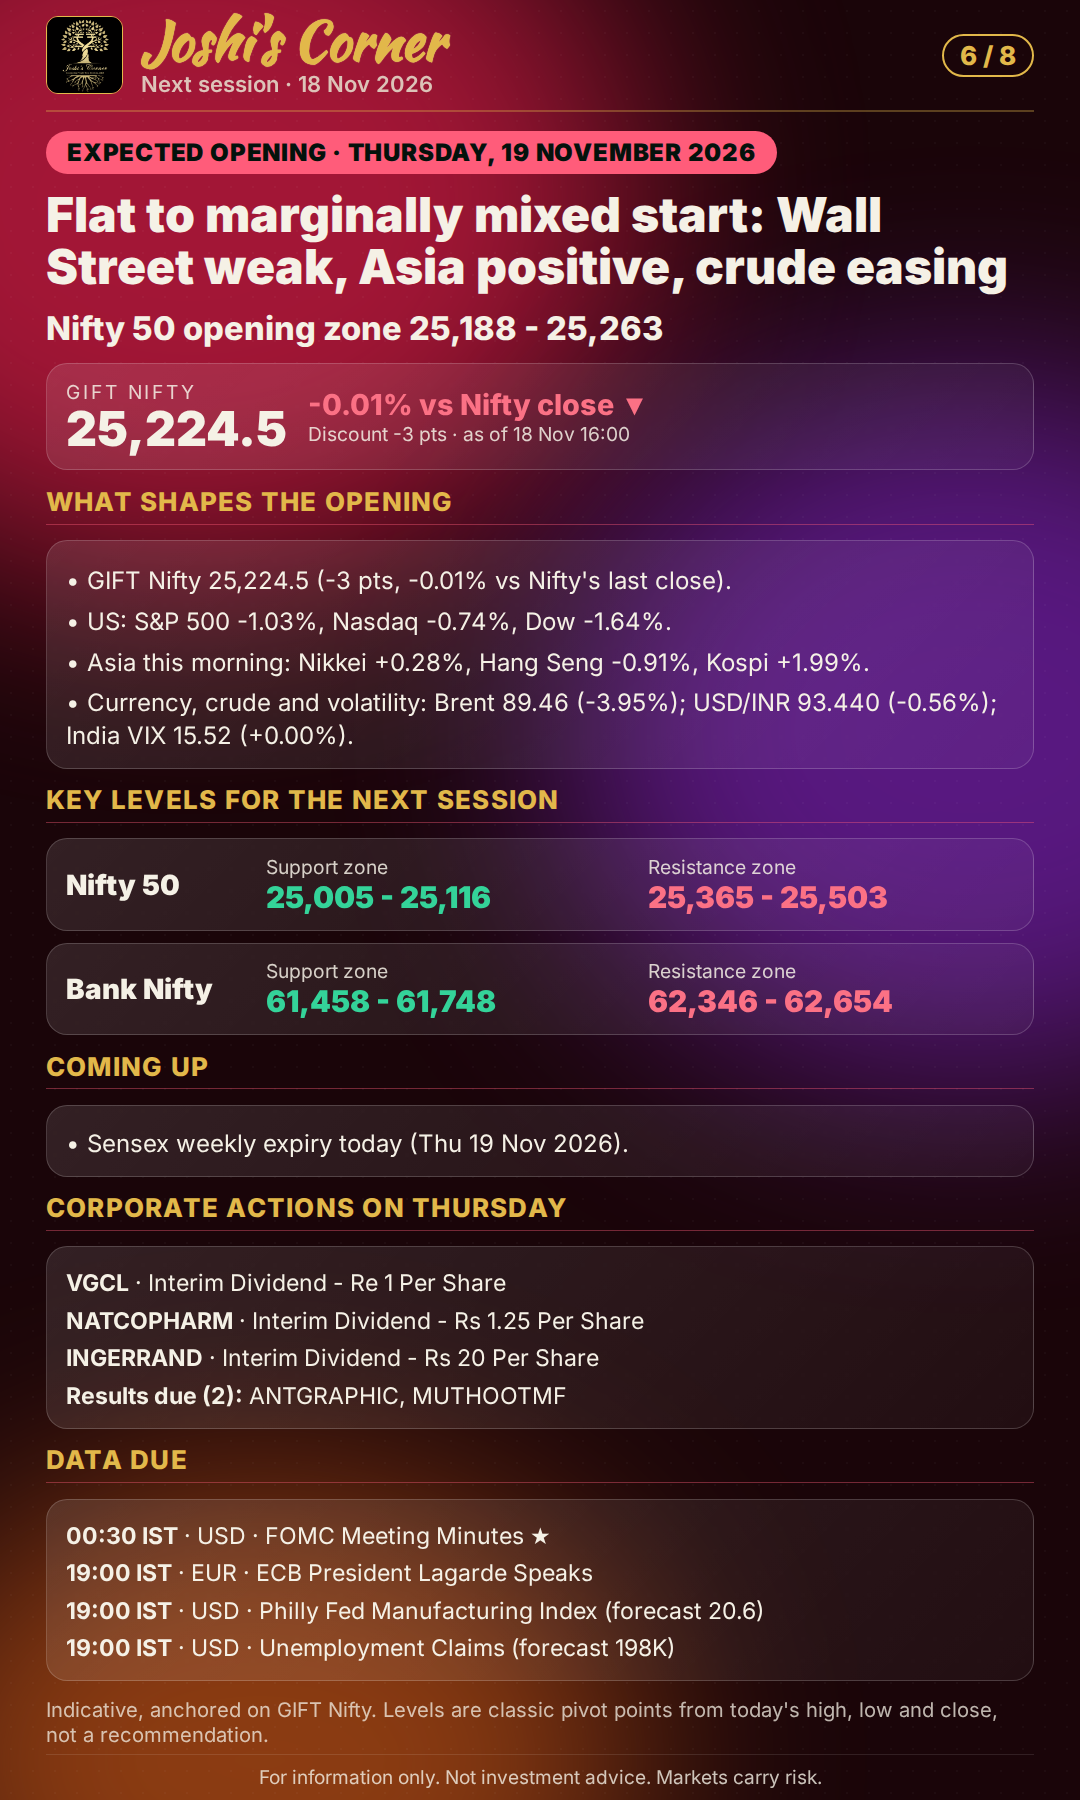 Joshi's Corner
Joshi's Corner
Next session · 18 Nov 2026
6 / 8
EXPECTED OPENING · THURSDAY, 19 NOVEMBER 2026
Flat to marginally mixed start: Wall
Street weak, Asia positive, crude easing
Nifty 50 opening zone 25,188 - 25,263
GIFT NIFTY
25,224.5
-0.01% vs Nifty close ▼
Discount -3 pts · as of 18 Nov 16:00
WHAT SHAPES THE OPENING
• GIFT Nifty 25,224.5 (-3 pts, -0.01% vs Nifty's last close).
• US: S&P 500 -1.03%, Nasdaq -0.74%, Dow -1.64%.
• Asia this morning: Nikkei +0.28%, Hang Seng -0.91%, Kospi +1.99%.
• Currency, crude and volatility: Brent 89.46 (-3.95%); USD/INR 93.440 (-0.56%);
India VIX 15.52 (+0.00%).
KEY LEVELS FOR THE NEXT SESSION
Nifty 50
Support zone
25,005 - 25,116
Resistance zone
25,365 - 25,503
Bank Nifty
Support zone
61,458 - 61,748
Resistance zone
62,346 - 62,654
COMING UP
• Sensex weekly expiry today (Thu 19 Nov 2026).
CORPORATE ACTIONS ON THURSDAY
VGCL · Interim Dividend - Re 1 Per Share
NATCOPHARM · Interim Dividend - Rs 1.25 Per Share
INGERRAND · Interim Dividend - Rs 20 Per Share
Results due (2): ANTGRAPHIC, MUTHOOTMF
DATA DUE
00:30 IST · USD · FOMC Meeting Minutes ★
19:00 IST · EUR · ECB President Lagarde Speaks
19:00 IST · USD · Philly Fed Manufacturing Index (forecast 20.6)
19:00 IST · USD · Unemployment Claims (forecast 198K)
Indicative, anchored on GIFT Nifty. Levels are classic pivot points from today's high, low and close,
not a recommendation.
For information only. Not investment advice. Markets carry risk.